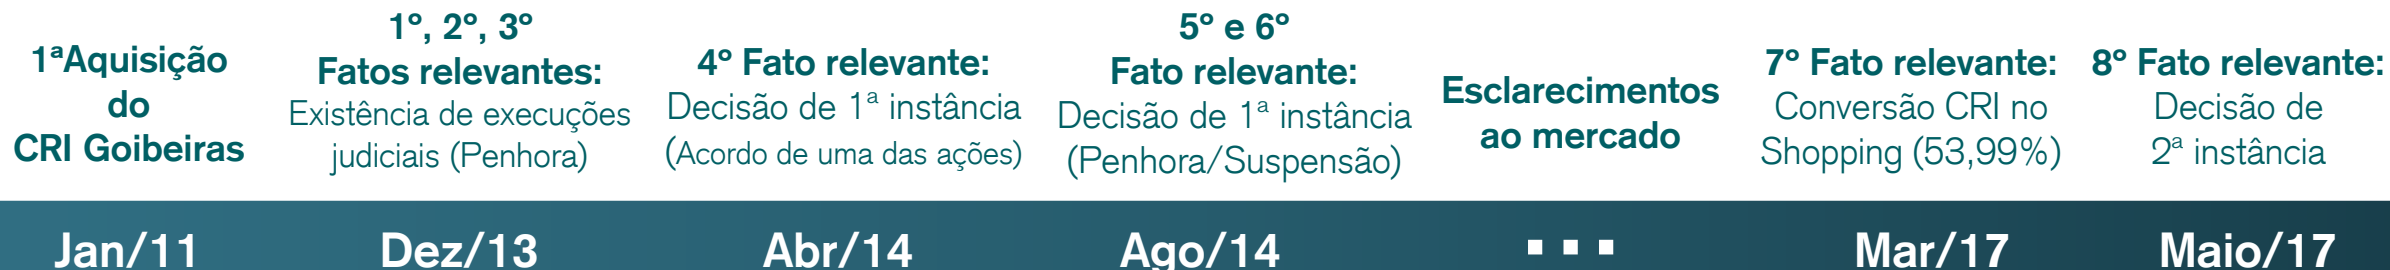 1ªAquisição
do
CRI Goibeiras
1º, 2º, 3º
Fatos relevantes:
Existência de execuções
judiciais (Penhora)
4º Fato relevante:
Decisão de 1ª instância
(Acordo de uma das ações)
5º e 6º
Fato relevante:
Decisão de 1ª instância
(Penhora/Suspensão)
Esclarecimentos
ao mercado
7º Fato relevante:
Conversão CRI no
Shopping (53,99%)
8º Fato relevante:
Decisão de
2ª instância
Jan/11
Dez/13
Abr/14
Ago/14
...
Mar/17
Maio/17